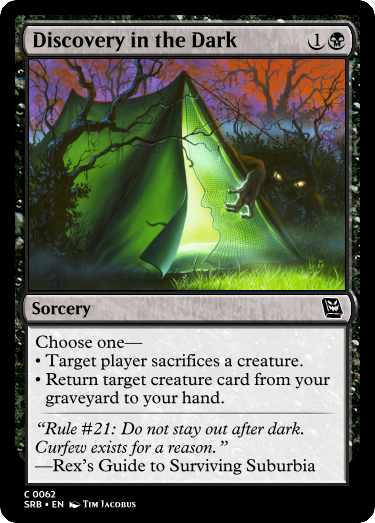 Discovery in the Dark 1
Sorcery
Choose one—
• Target player sacrifices a creature.
• Return target creature card from your
graveyard to your hand.
“Rule #21: Do not stay out after dark.
Curfew exists for a reason.”
—Rex’s Guide to Surviving Suburbia
C 0062
SRB • EN Tim Jacobus